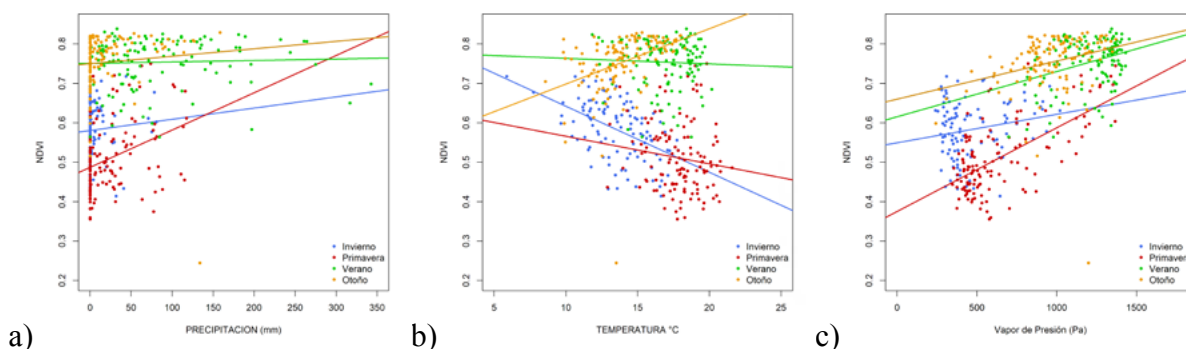 NDVI
0.8
0.7
0.6
0.5
0.4
0.3
0.2
0 50 100 150 200 250 300 350
PRECIPITACION (mm)
Invierno
Primavera
Verano
Otoño
a)
NDVI
0.8
0.7
0.6
0.5
0.4
0.3
0.2
5 10 15 20 25
TEMPERATURA °C
Invierno
Primavera
Verano
Otoño
b)
NDVI
0.8
0.7
0.6
0.5
0.4
0.3
0.2
0 500 1000 1500
Vapor de Presión (Pa)
Invierno
Primavera
Verano
Otoño
c)